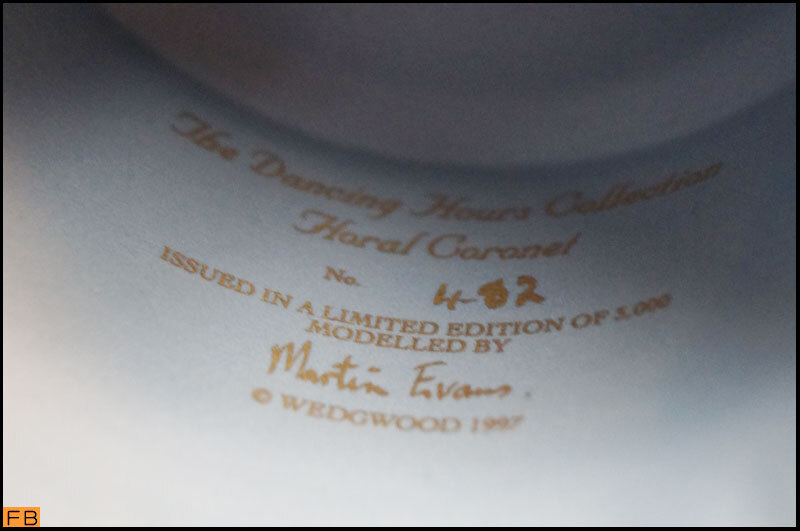 The Dancing Hours Collection
Floral Coronet
No. 482
ISSUED IN A LIMITED EDITION OF 5.000
MODELLED BY
Martin Evans.
© WEDGWOOD 1997
FB